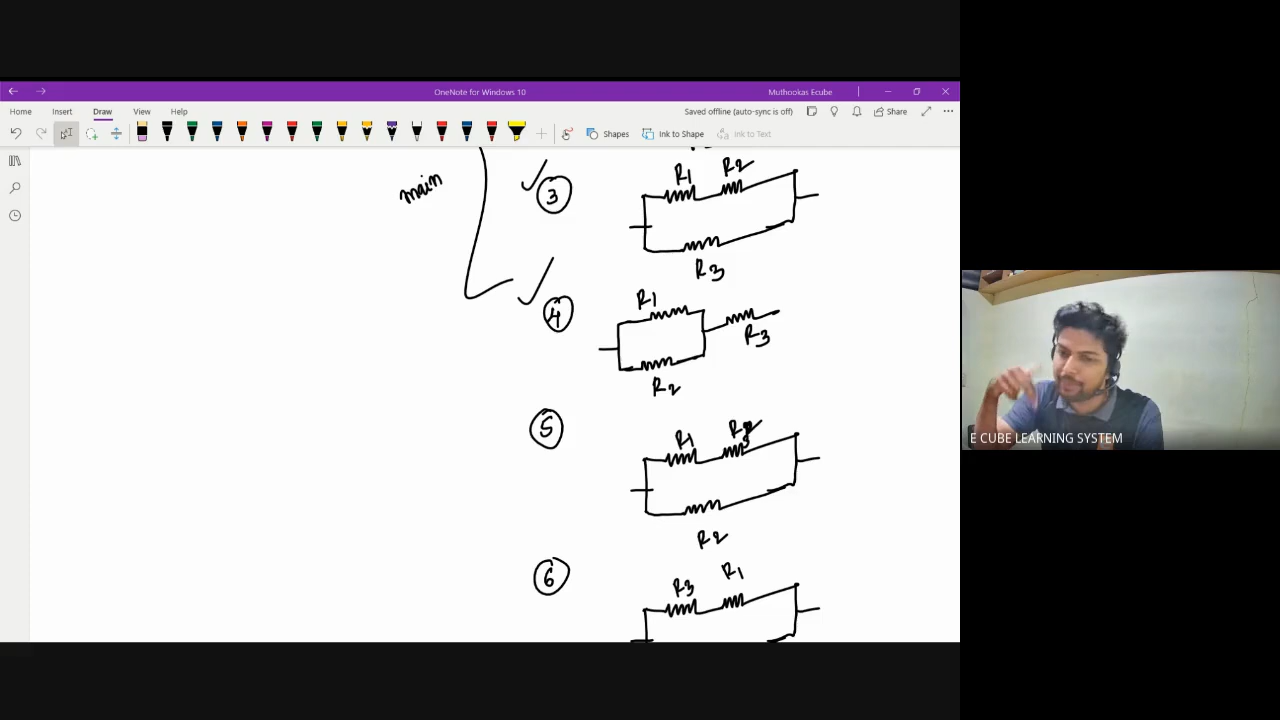 OneNote for Windows 10
Muthookas Ecube
Home Insert Draw View Help
Saved offline (auto-sync is off)
Share
Shapes
Ink to Shape
Ink to Text
main
3
R1 R2
R3
4
R1
R3
R2
5
R1
R2
6
R3 R1
E CUBE LEARNING SYSTEM